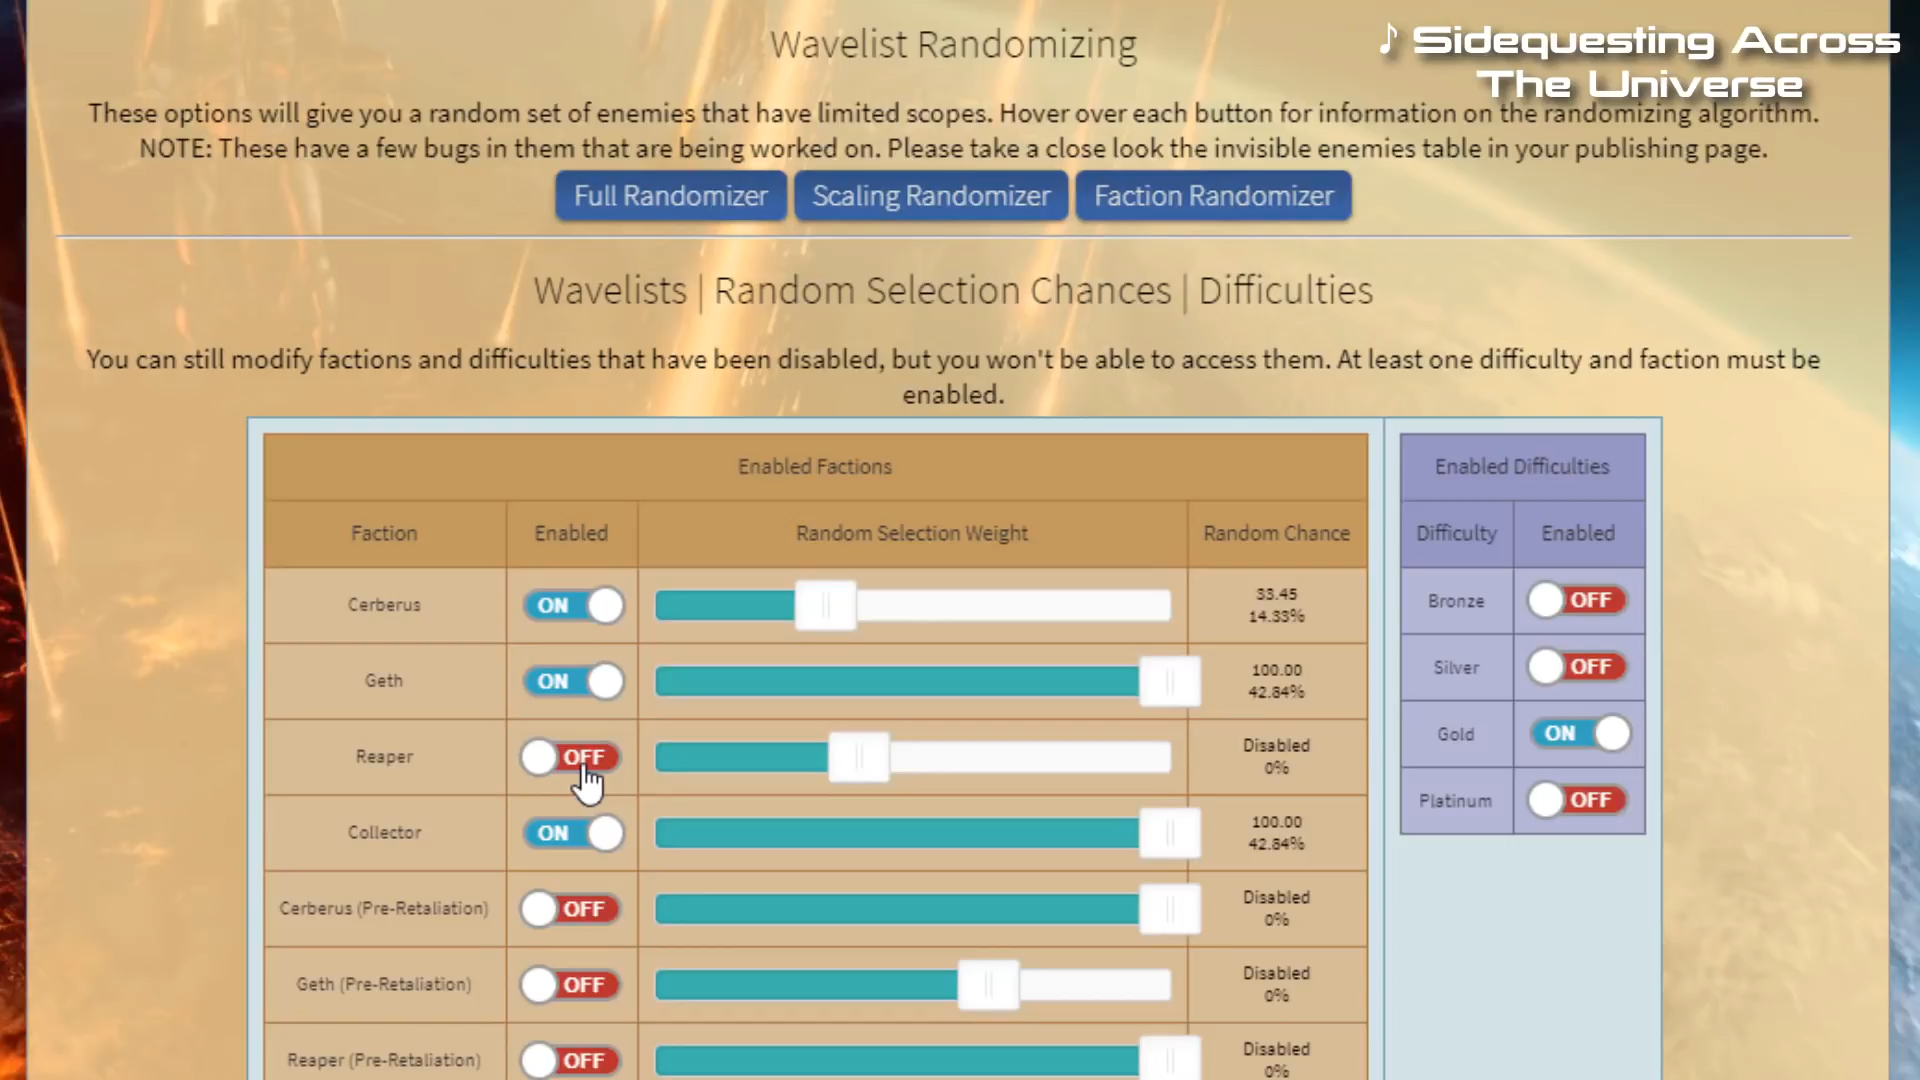 ♪ Sidequesting Across
The Universe
Wavelist Randomizing
These options will give you a random set of enemies that have limited scopes. Hover over each button for information on the randomizing algorithm.
NOTE: These have a few bugs in them that are being worked on. Please take a close look the invisible enemies table in your publishing page.
Full Randomizer Scaling Randomizer Faction Randomizer
Wavelists | Random Selection Chances | Difficulties
You can still modify factions and difficulties that have been disabled, but you won't be able to access them. At least one difficulty and faction must be
enabled.
Enabled Factions
Faction Enabled Random Selection Weight Random Chance
Cerberus ON 33.45
14.33%
Geth ON 100.00
42.84%
Reaper OFF Disabled
0%
Collector ON 100.00
42.84%
Cerberus (Pre-Retaliation) OFF Disabled
0%
Geth (Pre-Retaliation) OFF Disabled
0%
Reaper (Pre-Retaliation) OFF Disabled
0%
Enabled Difficulties
Difficulty Enabled
Bronze OFF
Silver OFF
Gold ON
Platinum OFF